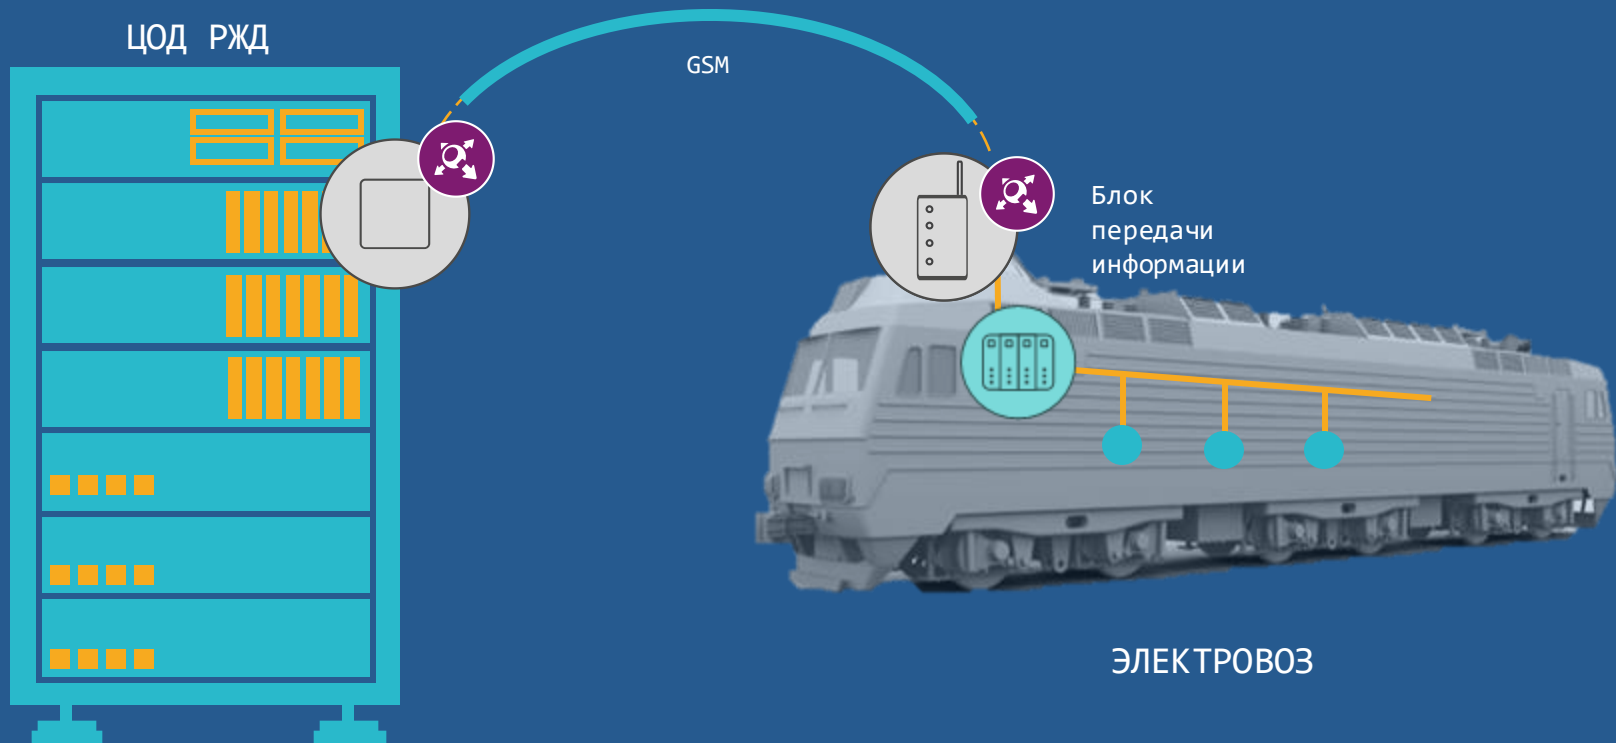 ЦОД РЖД
GSM
Блок
передачи
информации
ЭЛЕКТРОВОЗ